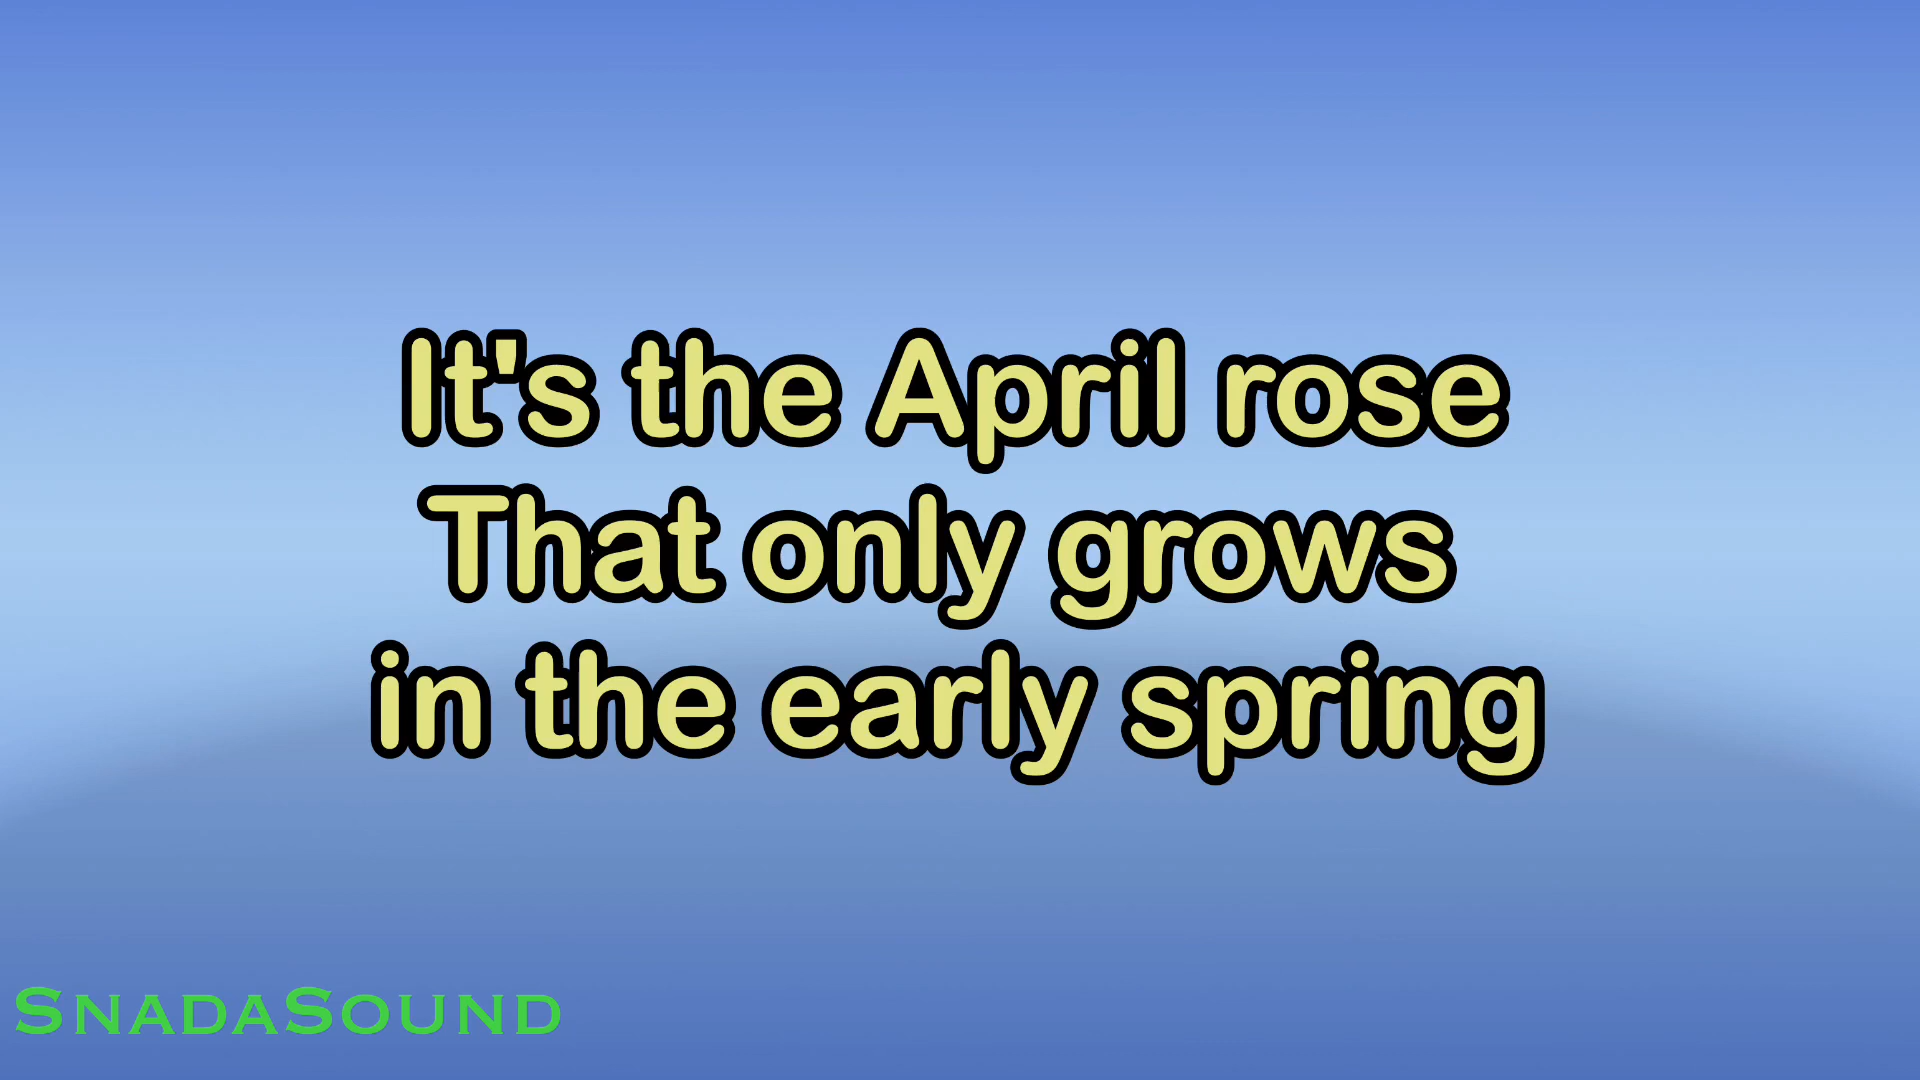 It's the April rose
That only grows
in the early spring
SnadaSound